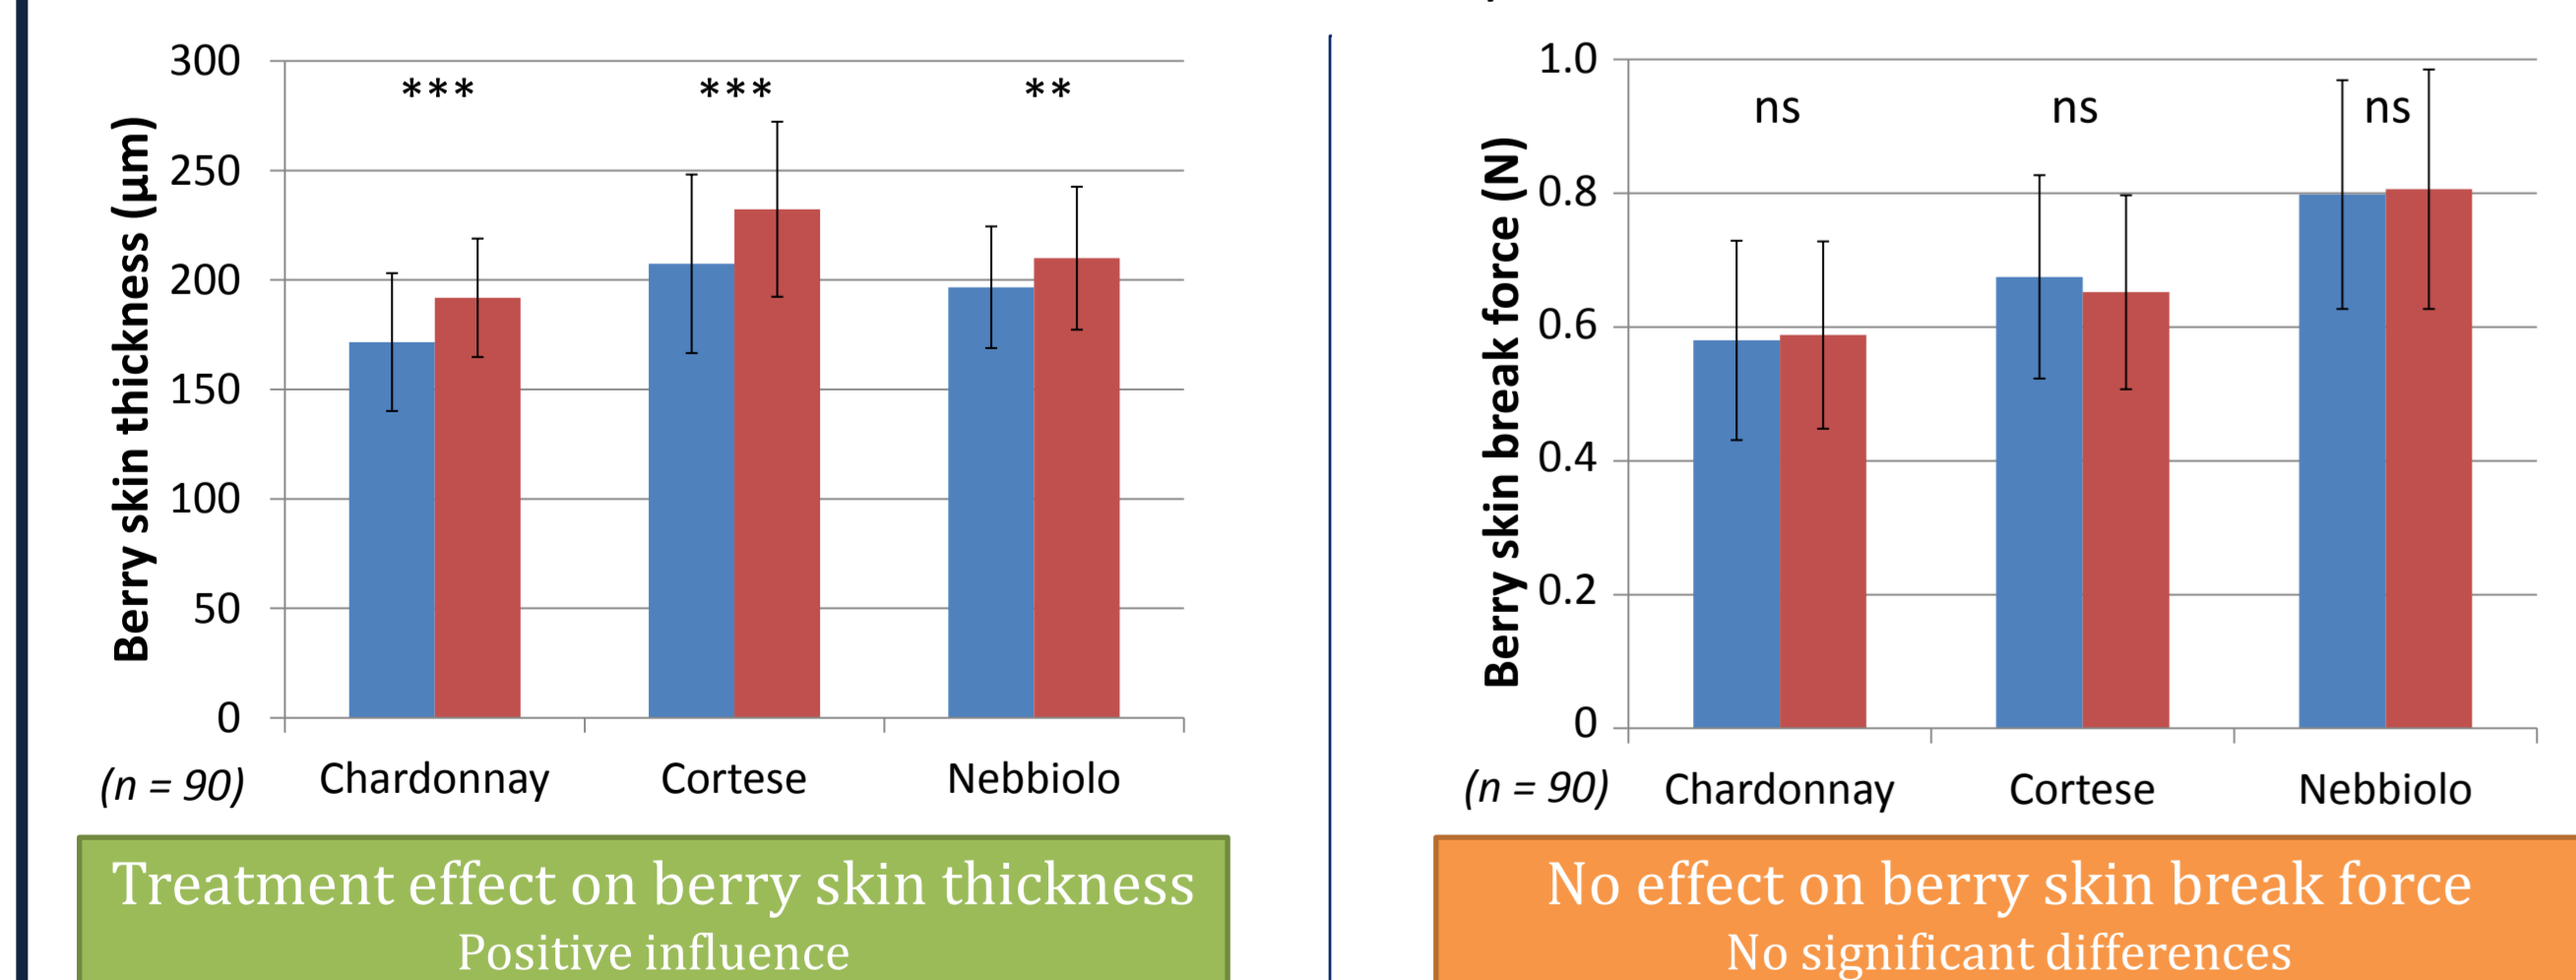 Berry skin thickness (µm)
300
250
200
150
100
50
0
***
***
**
(n = 90)
Chardonnay
Cortese
Nebbiolo
Treatment effect on berry skin thickness
Positive influence
Berry skin break force (N)
1.0
0.8
0.6
0.4
0.2
0
ns
ns
ns
(n = 90)
Chardonnay
Cortese
Nebbiolo
No effect on berry skin break force
No significant differences